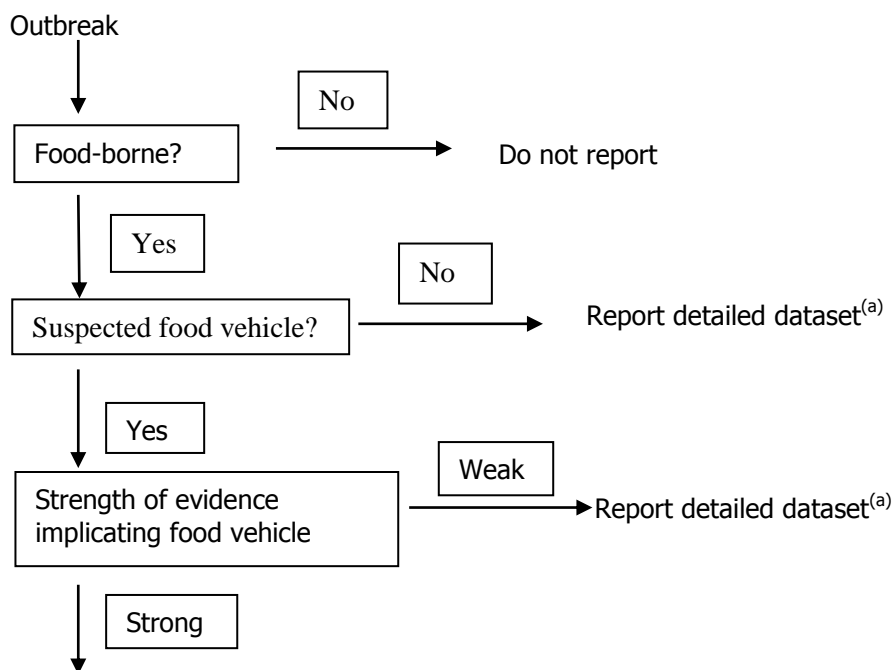 Outbreak
No
Food-borne?
Do not report
Yes
No
Suspected food vehicle?
Report detailed dataset(a)
Yes
Weak
Strength of evidence
implicating food vehicle
Report detailed dataset(a)
Strong